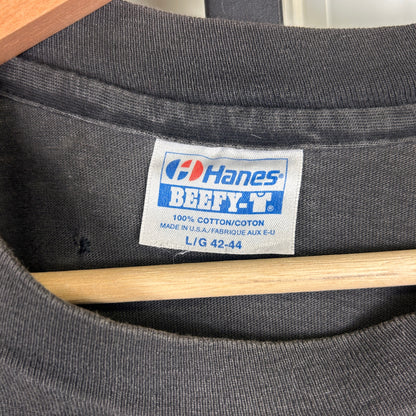 Hanes®
BEEFY-T®
100% COTTON/COTON
MADE IN U.S.A./FABRIQUE AUX E-U
L/G 42-44